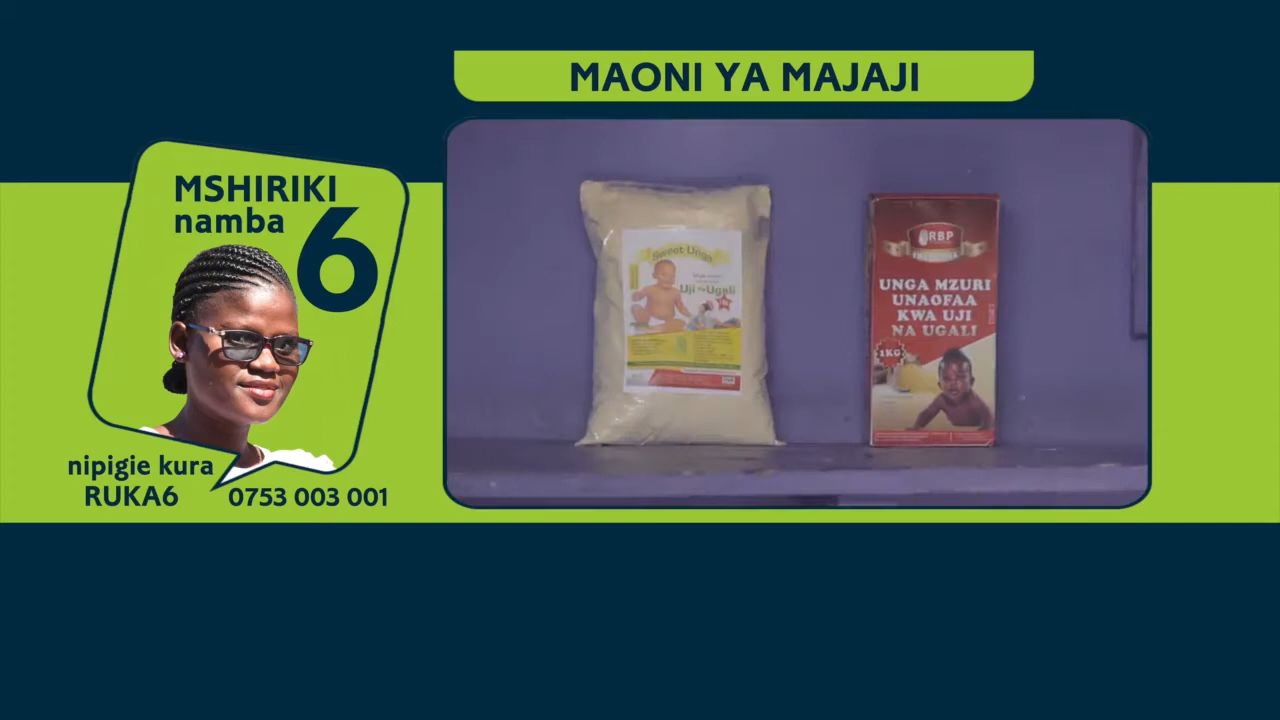 MAONI YA MAJAJI
MSHIRIKI
namba
6
nipigie kura
RUKA6
0753 003 001
Sweet Unga
Uji na Ugali
RBP
UNGA MZURI
UNAOFAA
KWA UJI
NA UGALI
1KG